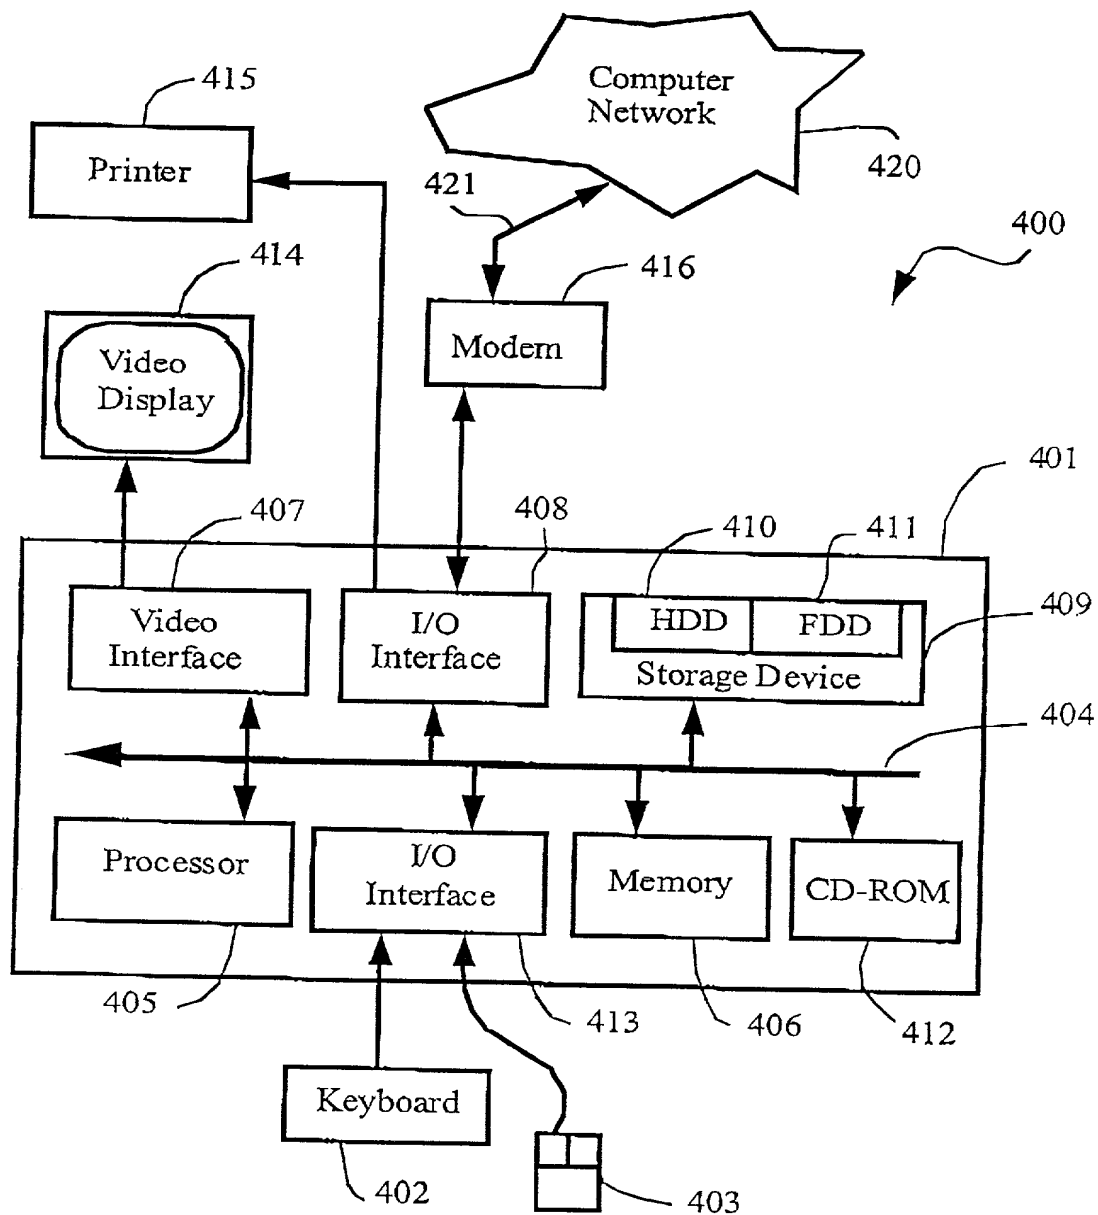 415
Printer
Computer
Network
420
421
400
414
416
Video
Display
Modem
401
407
408
410
411
Video
Interface
I/O
Interface
HDD
FDD
409
Storage Device
404
Processor
I/O
Interface
Memory
CD-ROM
405
413
406
412
Keyboard
402
403